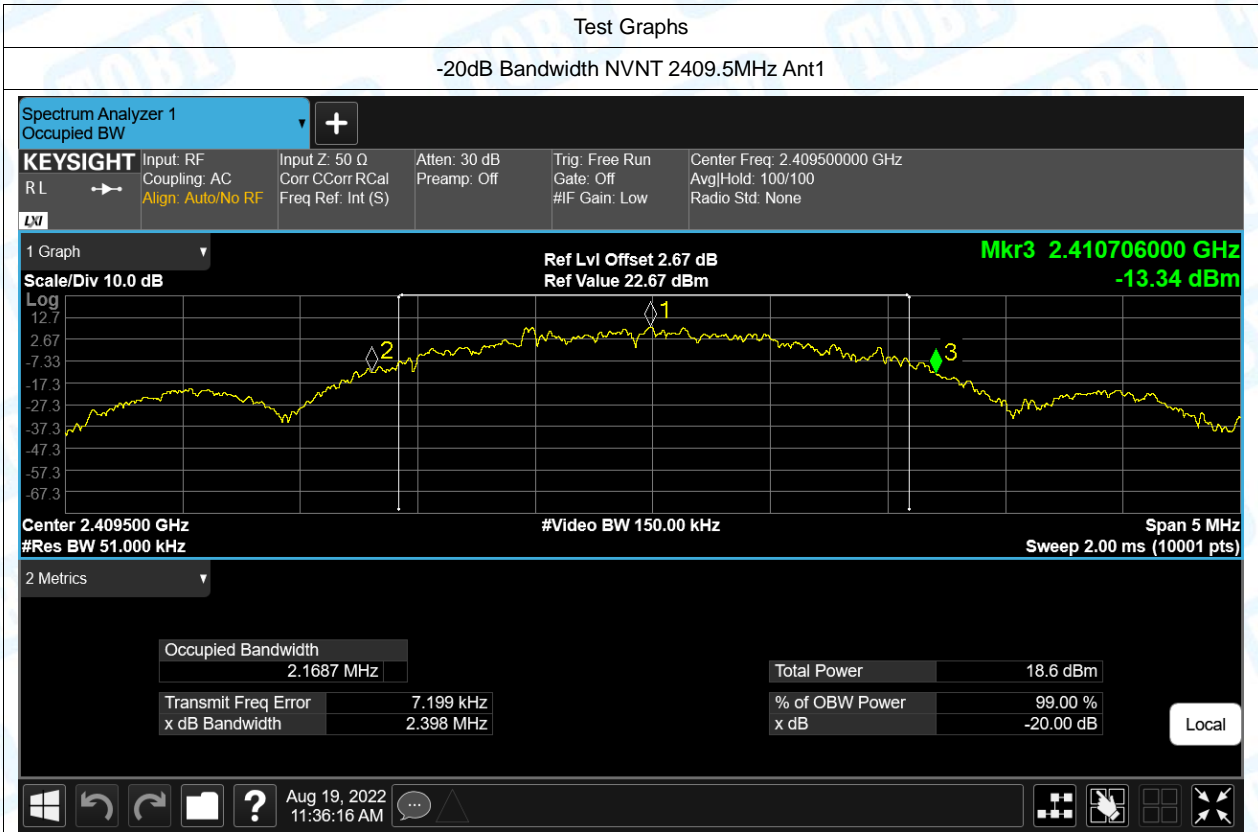 Test Graphs
-20dB Bandwidth NVNT 2409.5MHz Ant1
Spectrum Analyzer 1
Occupied BW
KEYSIGHT
R L
LXI
Input: RF
Coupling: AC
Align: Auto/No RF
Input Z: 50 Ω
Corr CCorr RCal
Freq Ref: Int (S)
Atten: 30 dB
Preamp: Off
Trig: Free Run
Gate: Off
#IF Gain: Low
Center Freq: 2.409500000 GHz
Avg|Hold: 100/100
Radio Std: None
1 Graph
Scale/Div 10.0 dB
Ref Lvl Offset 2.67 dB
Ref Value 22.67 dBm
Mkr3 2.410706000 GHz
-13.34 dBm
Log
12.7
2.67
-7.33
-17.3
-27.3
-37.3
-47.3
-57.3
-67.3
1
2
3
Center 2.409500 GHz
#Res BW 51.000 kHz
#Video BW 150.00 kHz
Span 5 MHz
Sweep 2.00 ms (10001 pts)
2 Metrics
Occupied Bandwidth
2.1687 MHz
Transmit Freq Error 7.199 kHz
x dB Bandwidth 2.398 MHz
Total Power 18.6 dBm
% of OBW Power 99.00 %
x dB -20.00 dB
Local
?
Aug 19, 2022
11:36:16 AM
TOBY